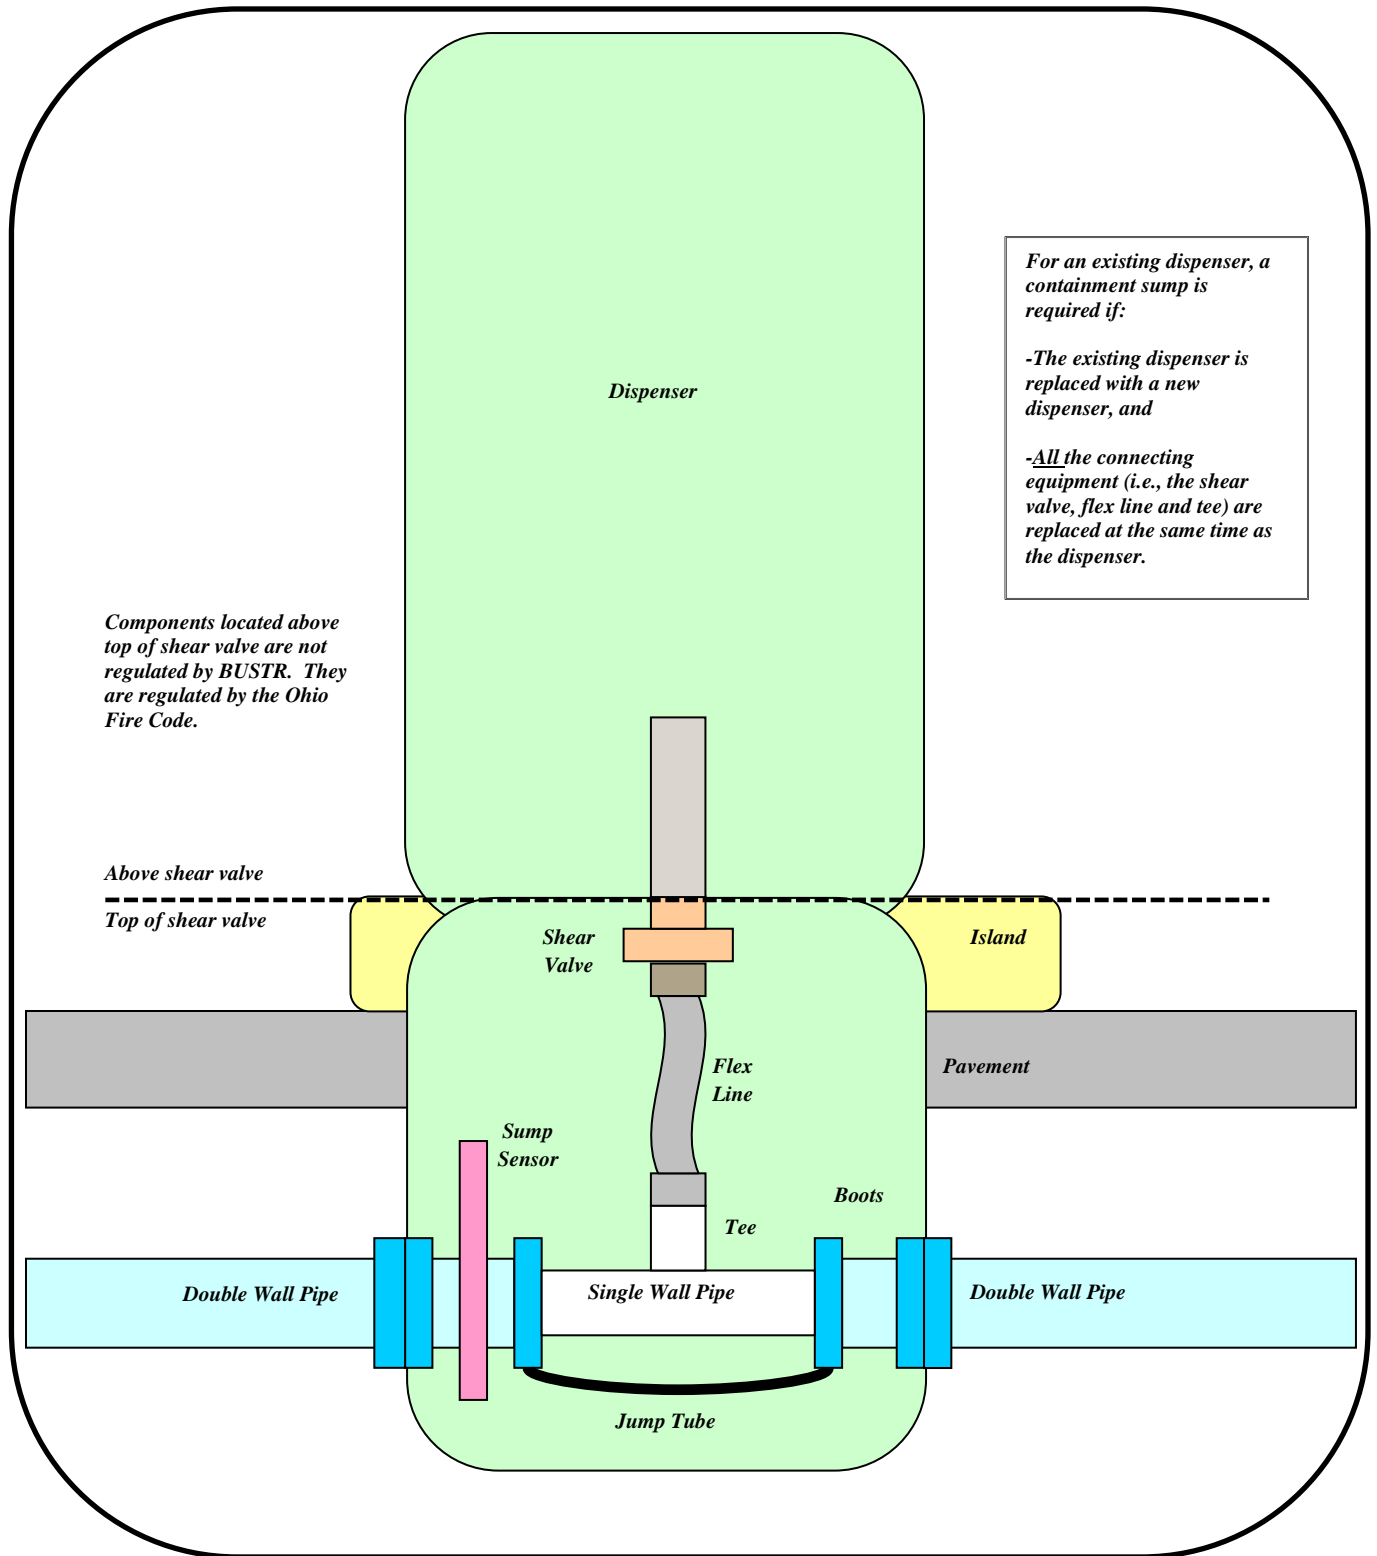 For an existing dispenser, a
containment sump is
required if:
-The existing dispenser is
replaced with a new
dispenser, and
-All the connecting
equipment (i.e., the shear
valve, flex line and tee) are
replaced at the same time as
the dispenser.
Dispenser
Components located above
top of shear valve are not
regulated by BUSTR.  They
are regulated by the Ohio
Fire Code.
Above shear valve
Top of shear valve
Shear
Valve
Island
Flex
Line
Pavement
Sump
Sensor
Boots
Tee
Double Wall Pipe
Single Wall Pipe
Double Wall Pipe
Jump Tube